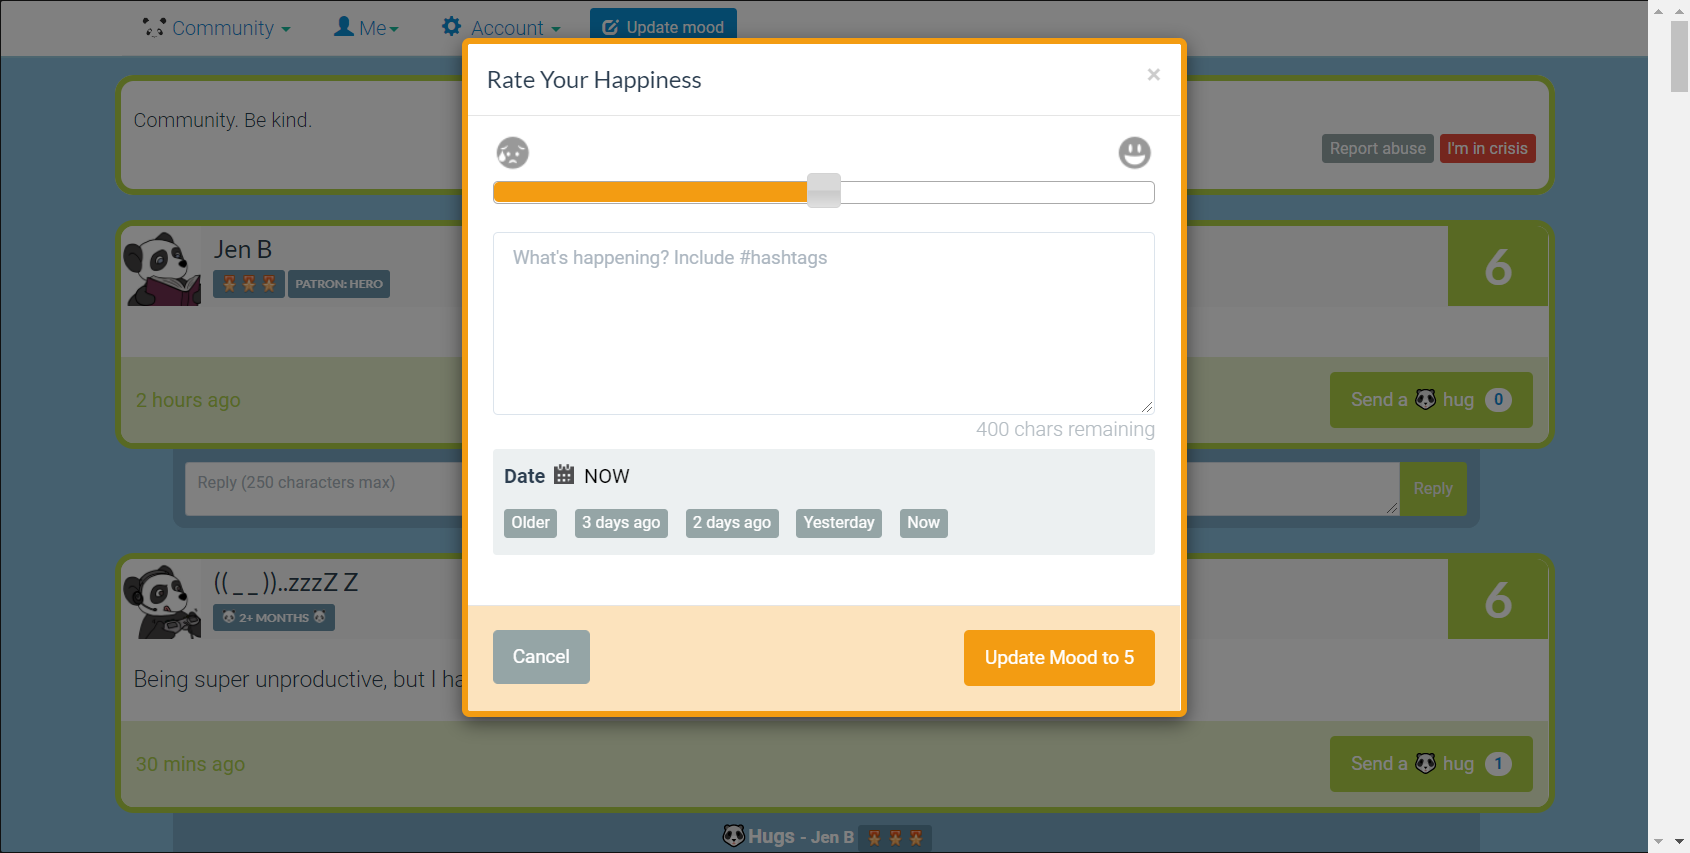 Community
Me
Account
Update mood
Rate Your Happiness
×
Community. Be kind.
Report abuse
I'm in crisis
Jen B
PATRON: HERO
6
What's happening? Include #hashtags
400 chars remaining
2 hours ago
Send a hug 0
Date NOW
Older
3 days ago
2 days ago
Yesterday
Now
Reply (250 characters max)
Reply
((_ _))..zzzZ Z
2+ MONTHS
6
Cancel
Update Mood to 5
Being super unproductive, but I ha
30 mins ago
Send a hug 1
Hugs - Jen B